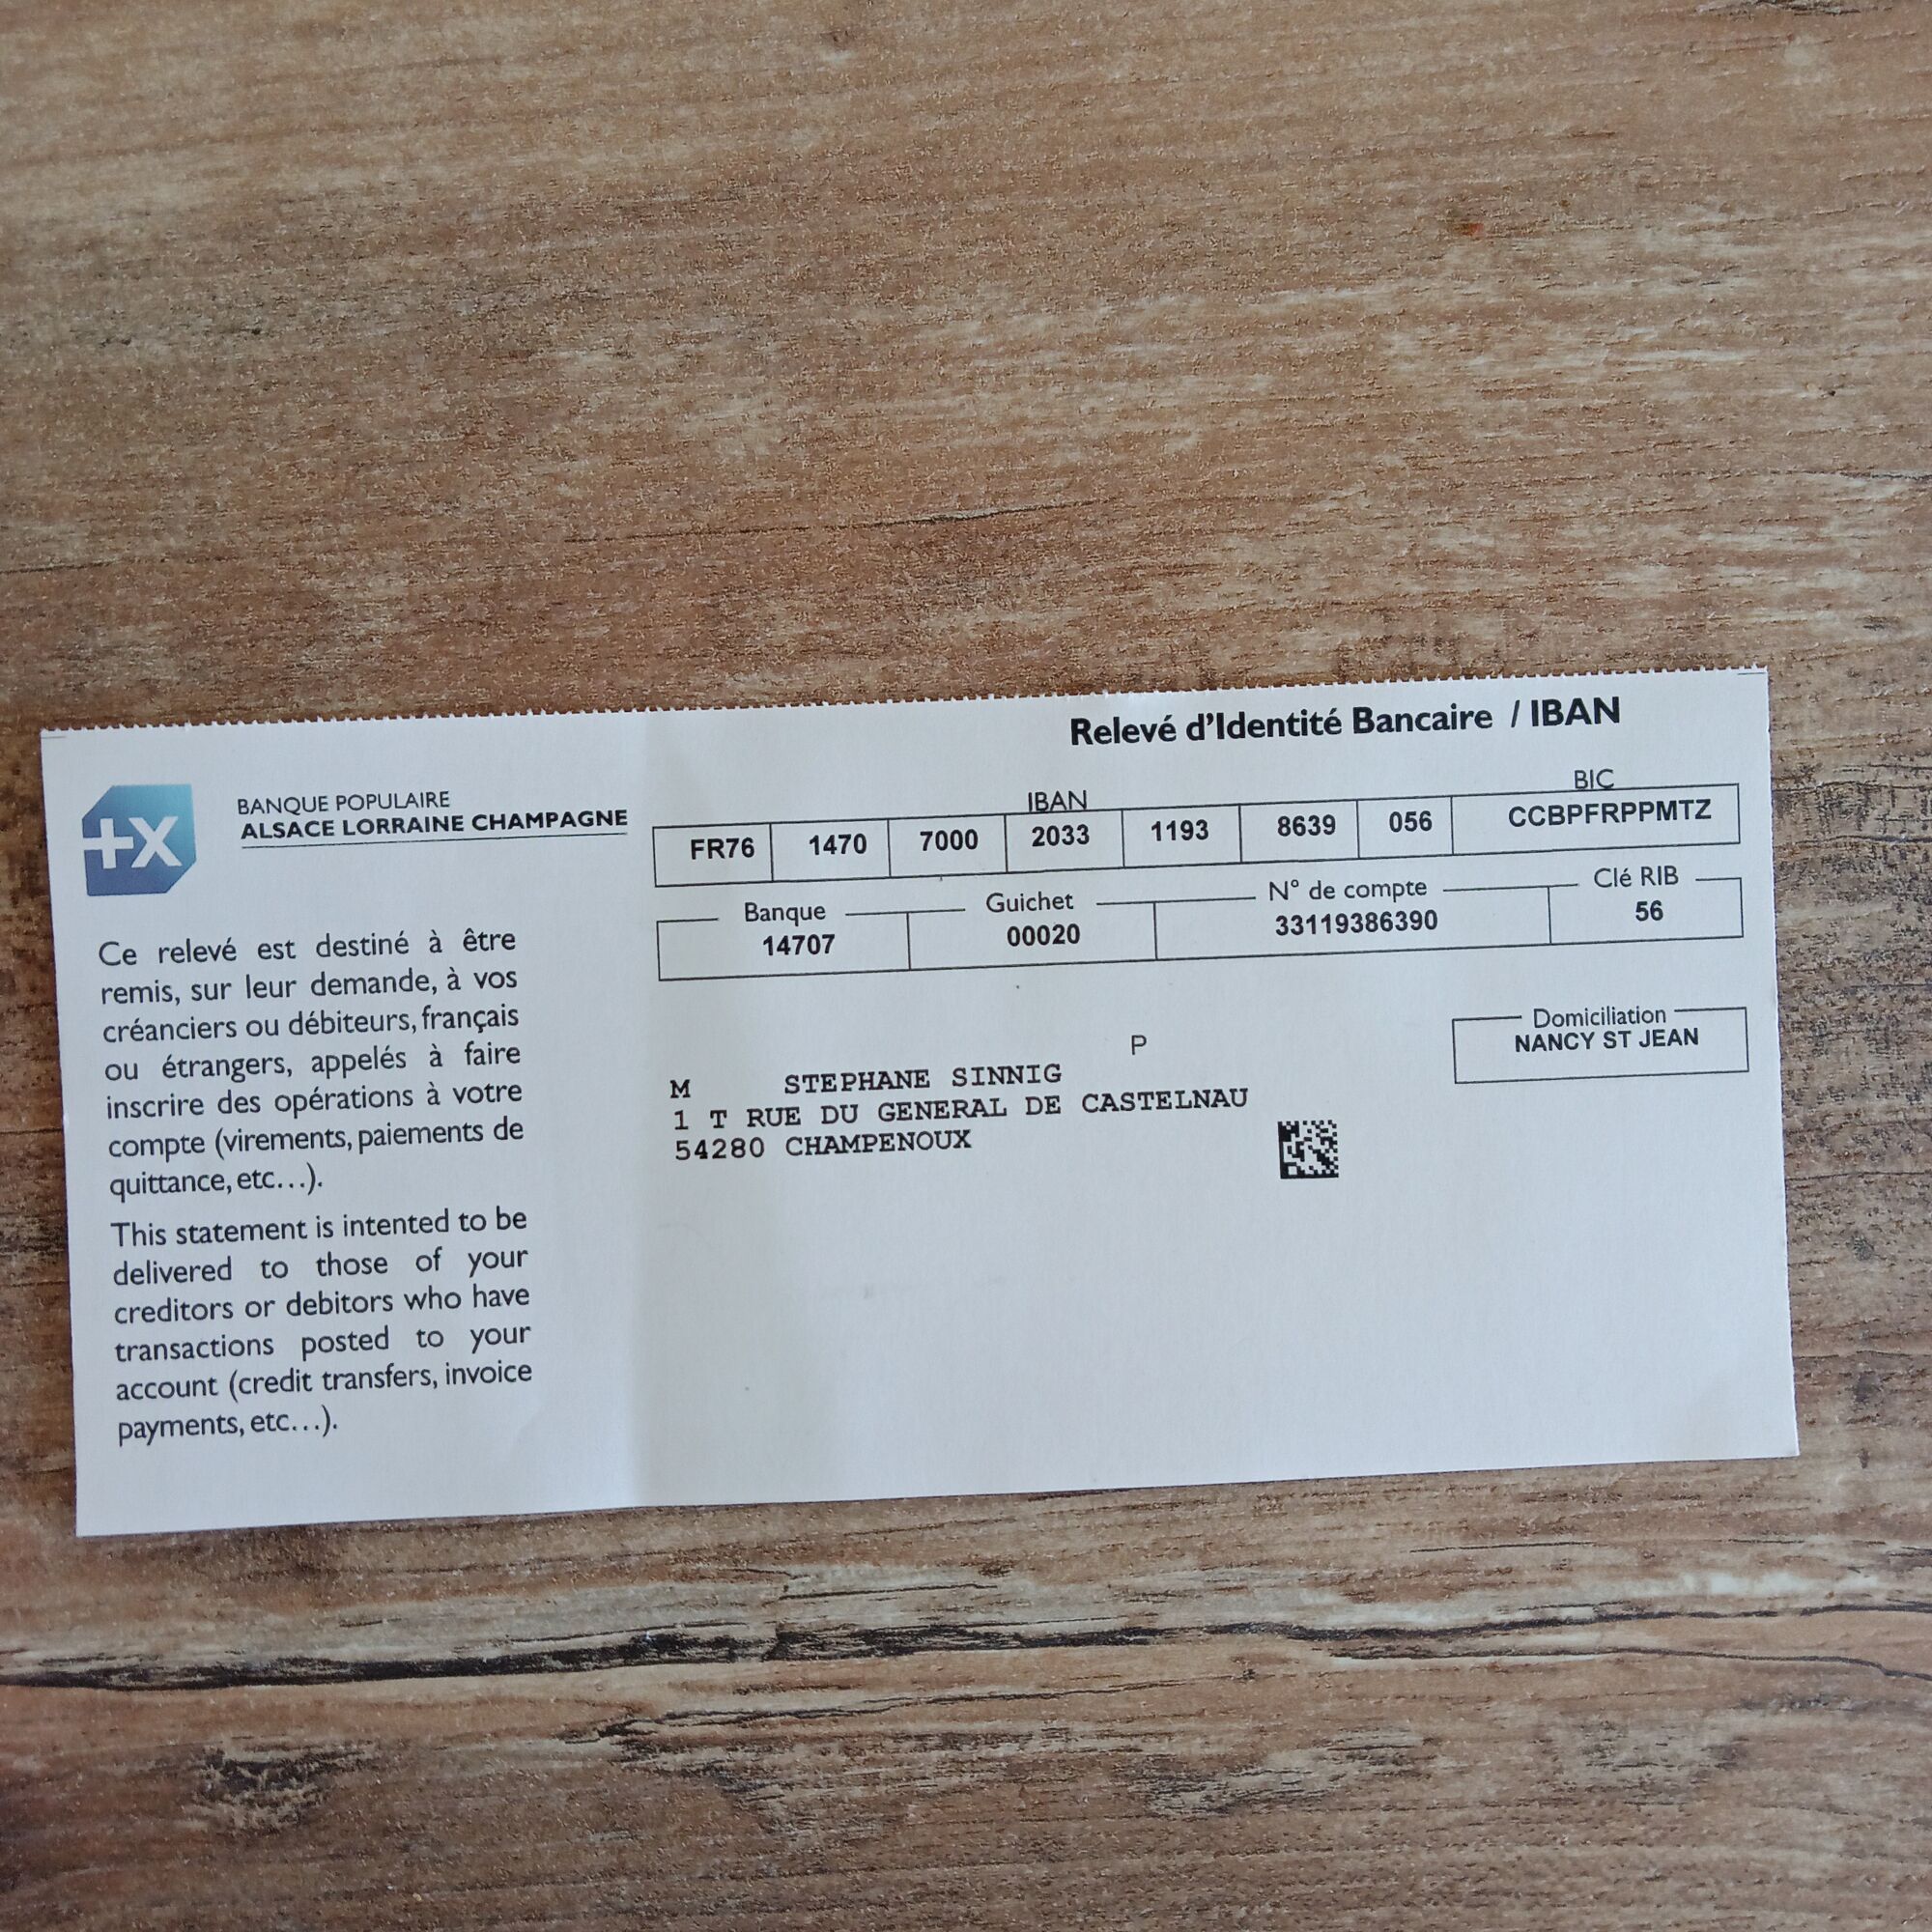 Relevé d'Identité Bancaire / IBAN
+X
BANQUE POPULAIRE
ALSACE LORRAINE CHAMPAGNE
IBAN BIC
FR76 1470 7000 2033 1193 8639 056 CCBPFRPPMTZ
Banque Guichet N° de compte Clé RIB
14707 00020 33119386390 56
Ce relevé est destiné à être
remis, sur leur demande, à vos
créanciers ou débiteurs, français
ou étrangers, appelés à faire
inscrire des opérations à votre
compte (virements, paiements de
quittance, etc...).
This statement is intented to be
delivered to those of your
creditors or debitors who have
transactions posted to your
account (credit transfers, invoice
payments, etc...).
Domiciliation
NANCY ST JEAN
P
M STEPHANE SINNIG
1 T RUE DU GENERAL DE CASTELNAU
54280 CHAMPENOUX